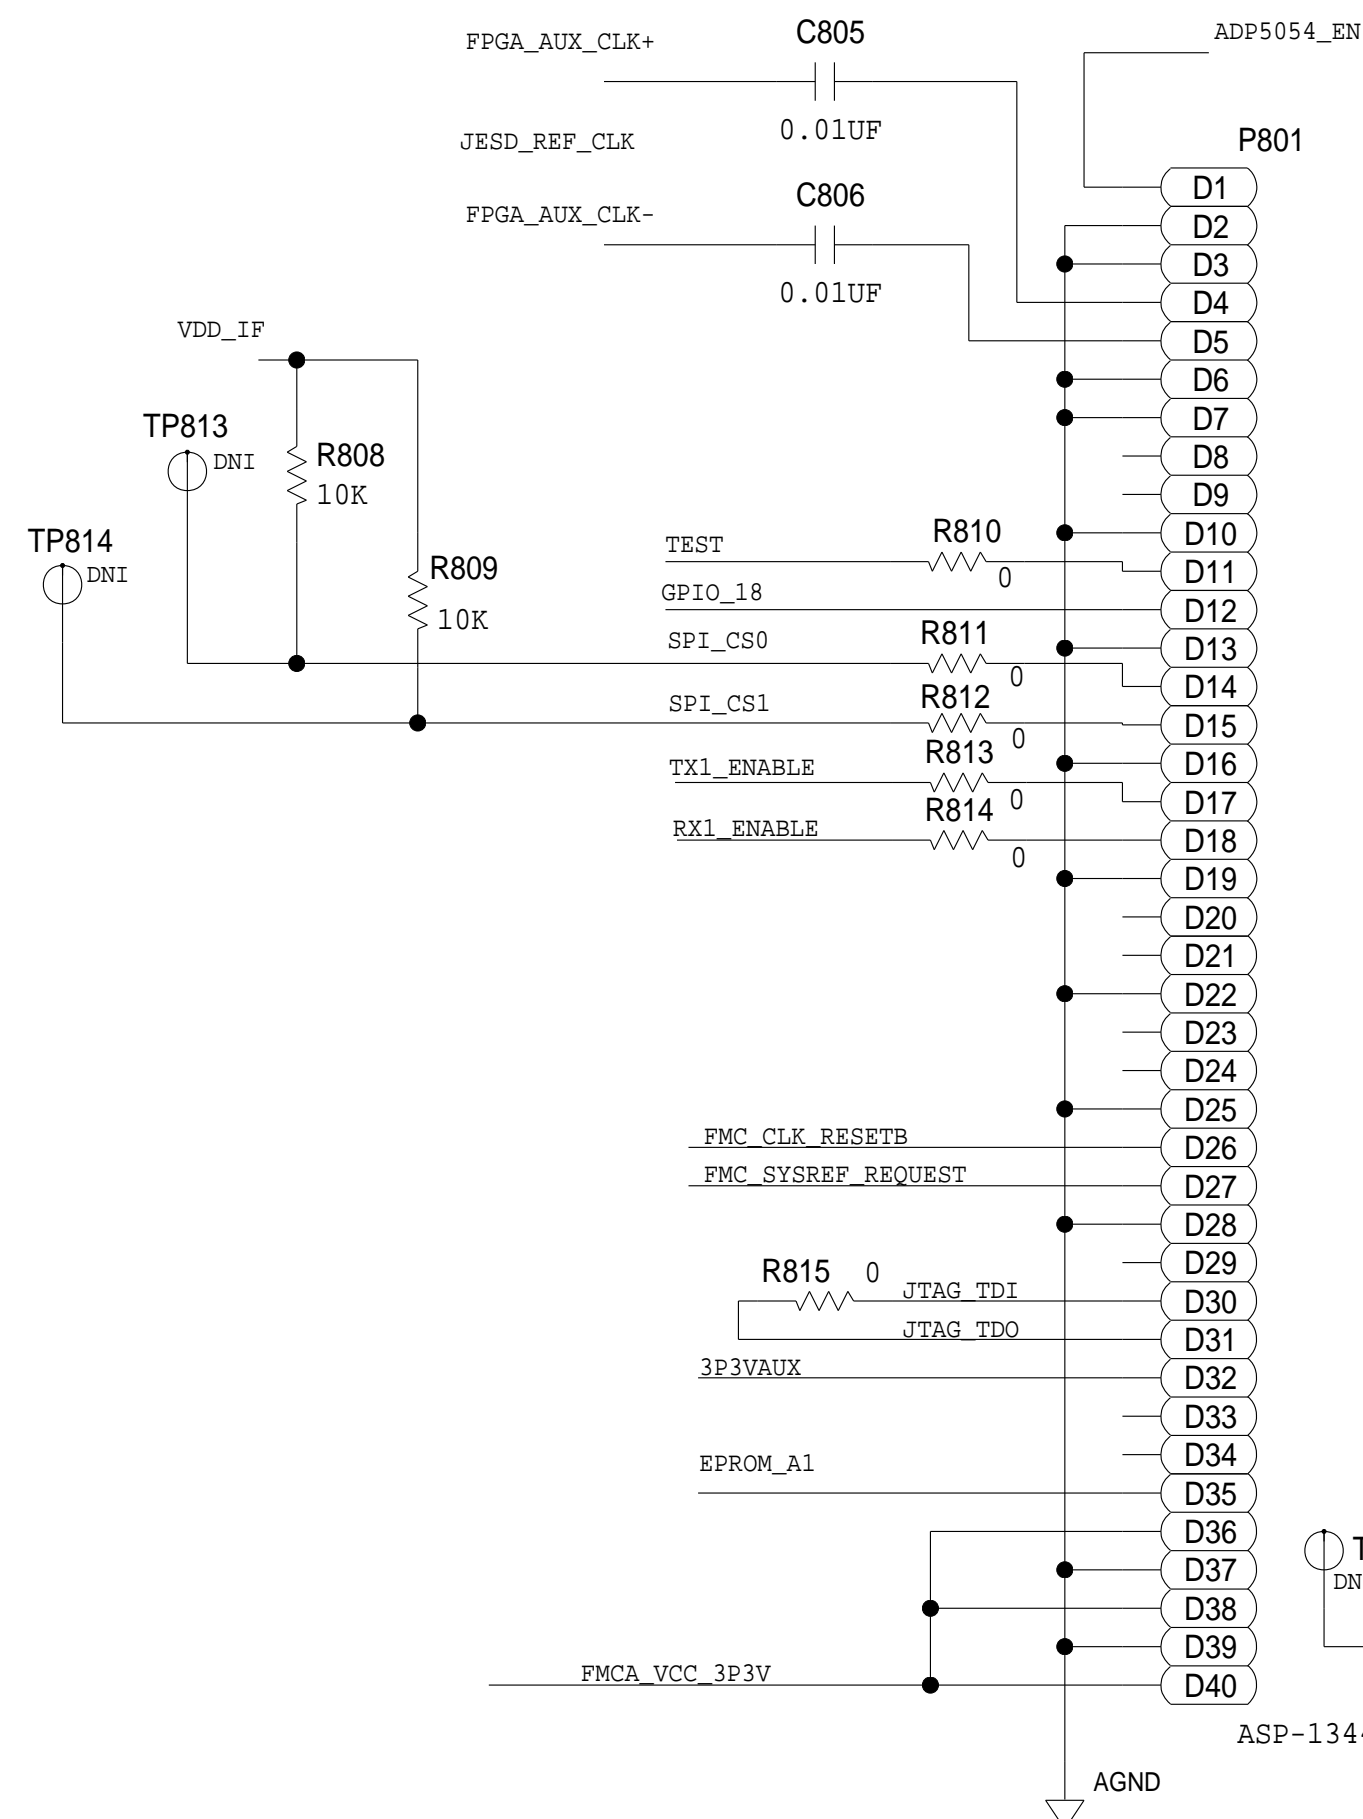 C805
FPGA_AUX_CLK+
ADP5054_EN
0.01UF
JESD_REF_CLK
P801
C806
FPGA_AUX_CLK-
0.01UF
VDD_IF
TP813
DNI
R808
10K
TP814
DNI
R809
10K
TEST
R810
0
GPIO_18
SPI_CS0
R811
0
SPI_CS1
R812
0
TX1_ENABLE
R813
0
RX1_ENABLE
R814
0
D1
D2
D3
D4
D5
D6
D7
D8
D9
D10
D11
D12
D13
D14
D15
D16
D17
D18
D19
D20
D21
D22
D23
D24
D25
D26
D27
D28
D29
D30
D31
D32
D33
D34
D35
D36
D37
D38
D39
D40
FMC_CLK_RESETB
FMC_SYSREF_REQUEST
R815
0
JTAG_TDI
JTAG_TDO
3P3VAUX
EPROM_A1
FMCA_VCC_3P3V
AGND